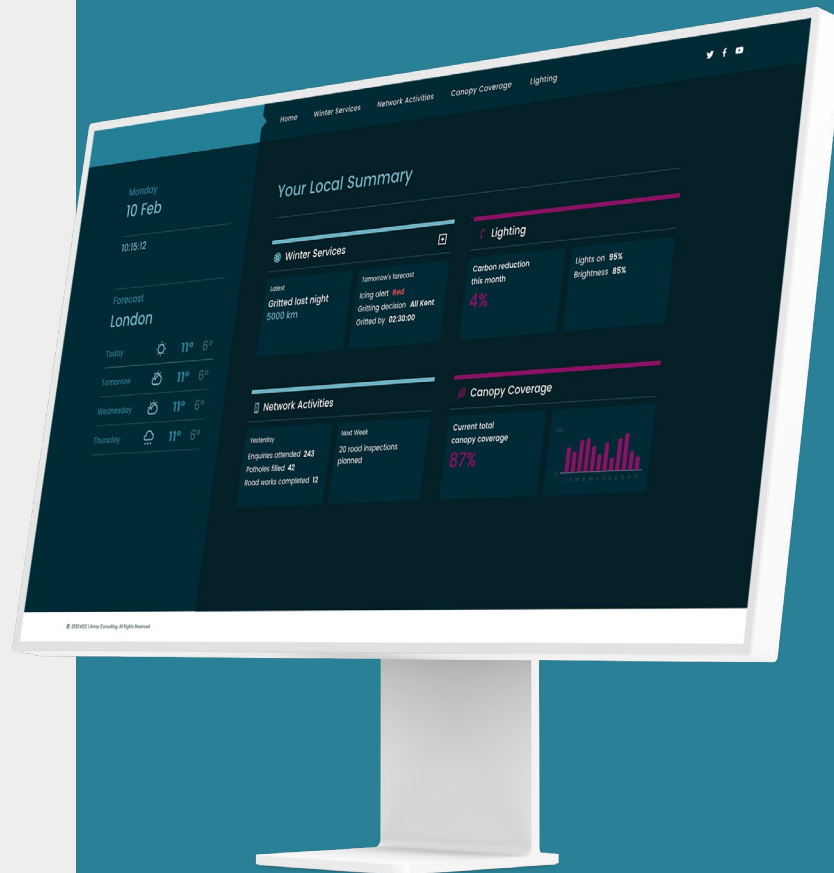 Home
Winter Services
Network Activities
Canopy Coverage
Lighting
Monday
10 Feb
10:15:12
Forecast
London
Today 11° 6°
Tomorrow 11° 6°
Wednesday 11° 6°
Thursday 11° 6°
Your Local Summary
Winter Services
Latest
Gritted last night
5000 km
Tomorrow's forecast
Icing alert Red
Gritting decision All Kent
Gritted by 02:30:00
Lighting
Carbon reduction
this month
4%
Lights on 95%
Brightness 85%
Network Activities
Yesterday
Enquiries attended 243
Potholes filled 42
Road works completed 12
Next Week
20 road inspections
planned
Canopy Coverage
Current total
canopy coverage
87%
J F M A M J J A S O N D